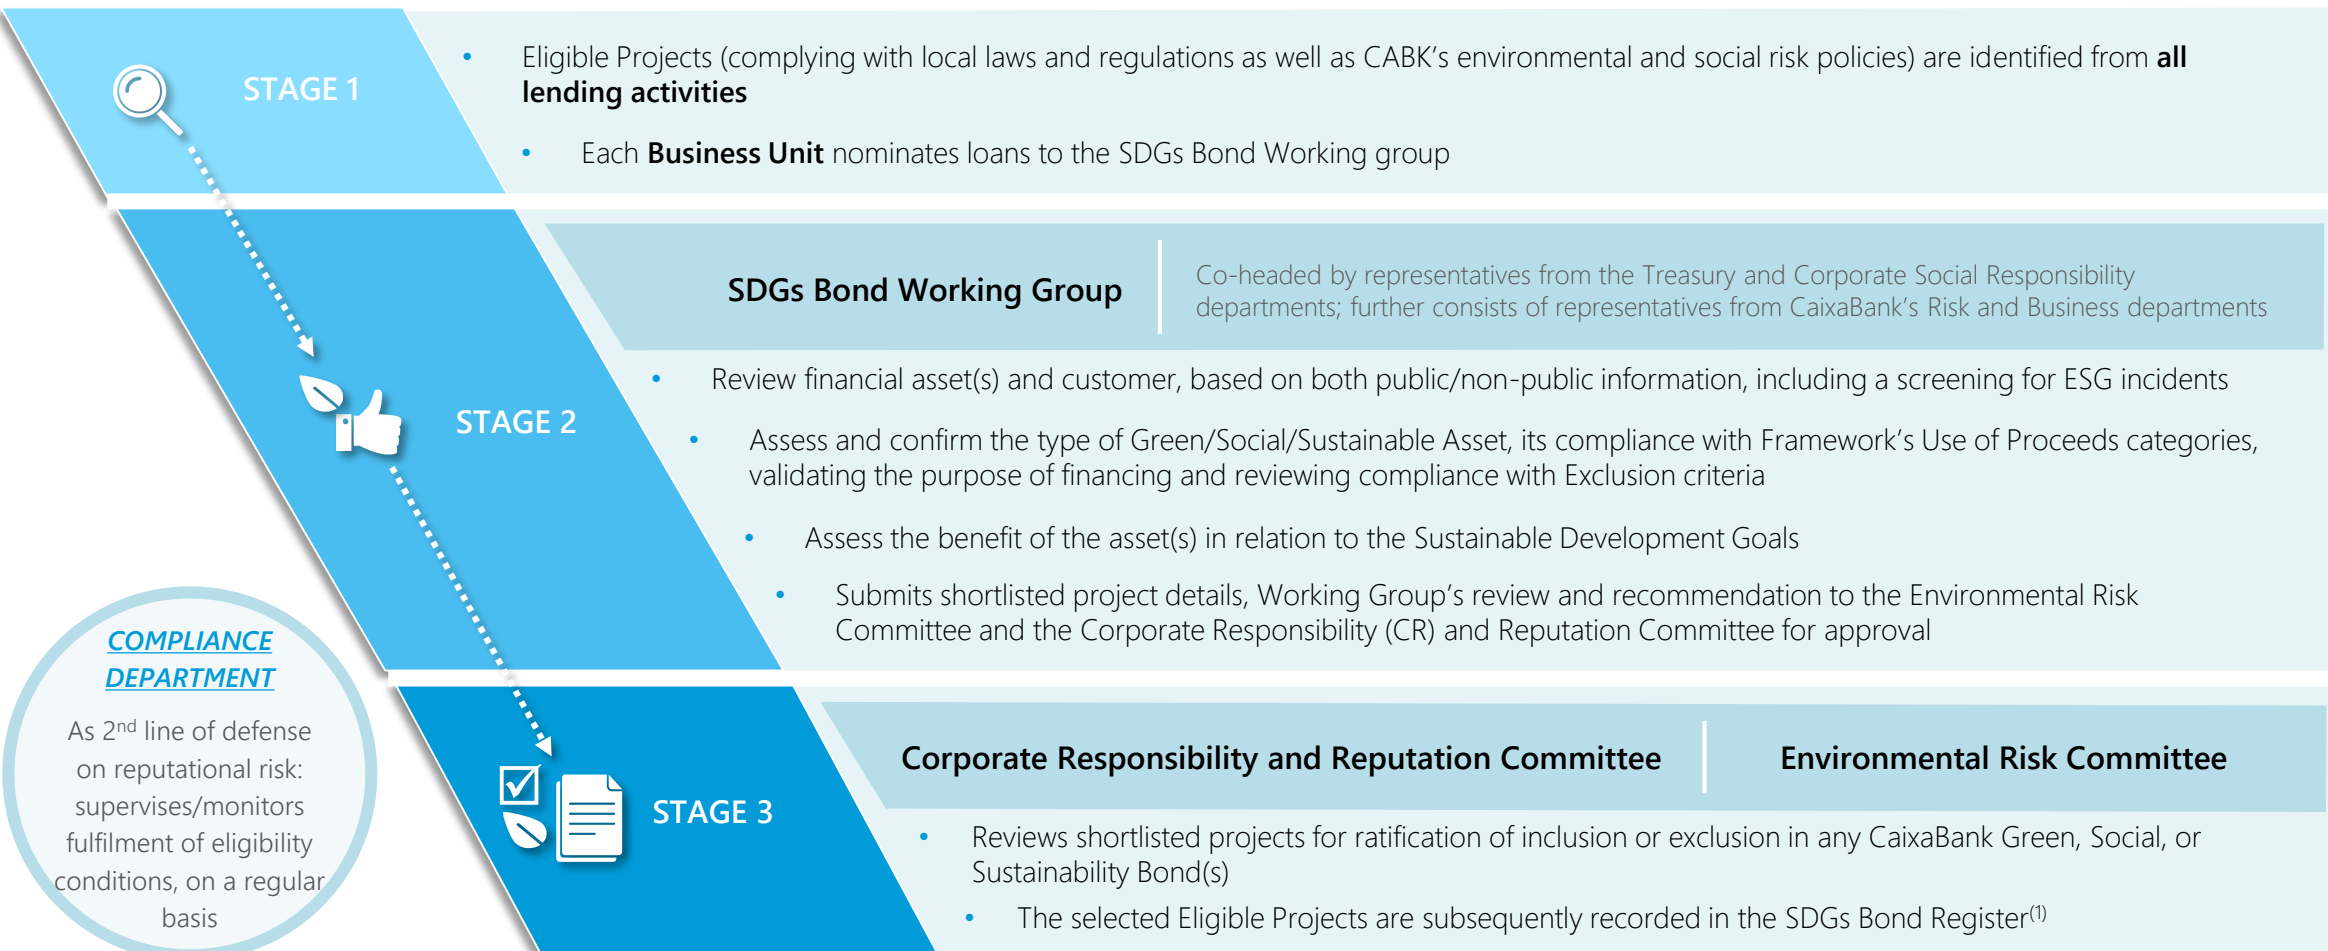 STAGE 1
• Eligible Projects (complying with local laws and regulations as well as CABK's environmental and social risk policies) are identified from all
lending activities
• Each Business Unit nominates loans to the SDGs Bond Working group
SDGs Bond Working Group
Co-headed by representatives from the Treasury and Corporate Social Responsibility
departments; further consists of representatives from CaixaBank's Risk and Business departments
STAGE 2
• Review financial asset(s) and customer, based on both public/non-public information, including a screening for ESG incidents
• Assess and confirm the type of Green/Social/Sustainable Asset, its compliance with Framework's Use of Proceeds categories,
validating the purpose of financing and reviewing compliance with Exclusion criteria
• Assess the benefit of the asset(s) in relation to the Sustainable Development Goals
• Submits shortlisted project details, Working Group's review and recommendation to the Environmental Risk
Committee and the Corporate Responsibility (CR) and Reputation Committee for approval
COMPLIANCE
DEPARTMENT
As 2nd line of defense
on reputational risk:
supervises/monitors
fulfilment of eligibility
conditions, on a regular
basis
STAGE 3
Corporate Responsibility and Reputation Committee
Environmental Risk Committee
• Reviews shortlisted projects for ratification of inclusion or exclusion in any CaixaBank Green, Social, or
Sustainability Bond(s)
• The selected Eligible Projects are subsequently recorded in the SDGs Bond Register(1)